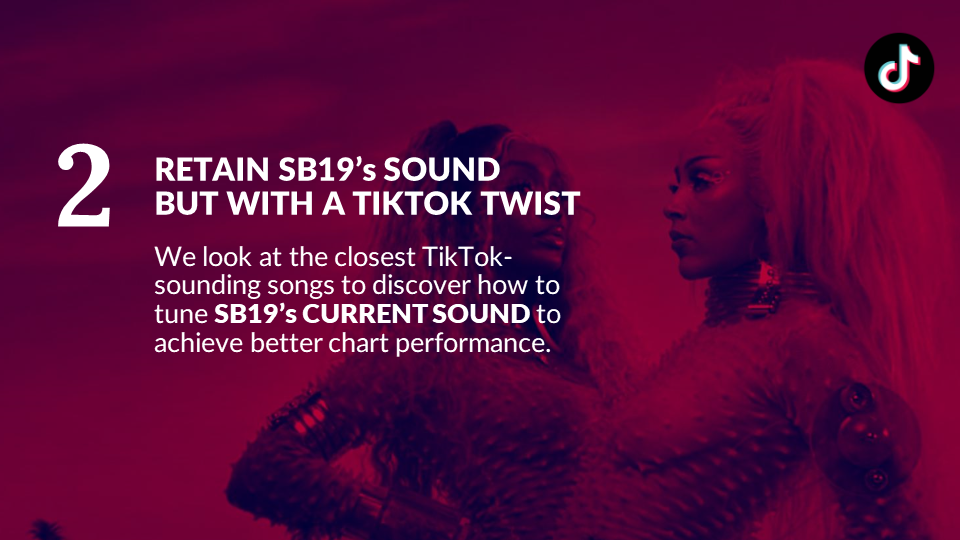 2
RETAIN SB19’s SOUND
BUT WITH A TIKTOK TWIST
We look at the closest TikTok-
sounding songs to discover how to
tune SB19’s CURRENT SOUND to
achieve better chart performance.